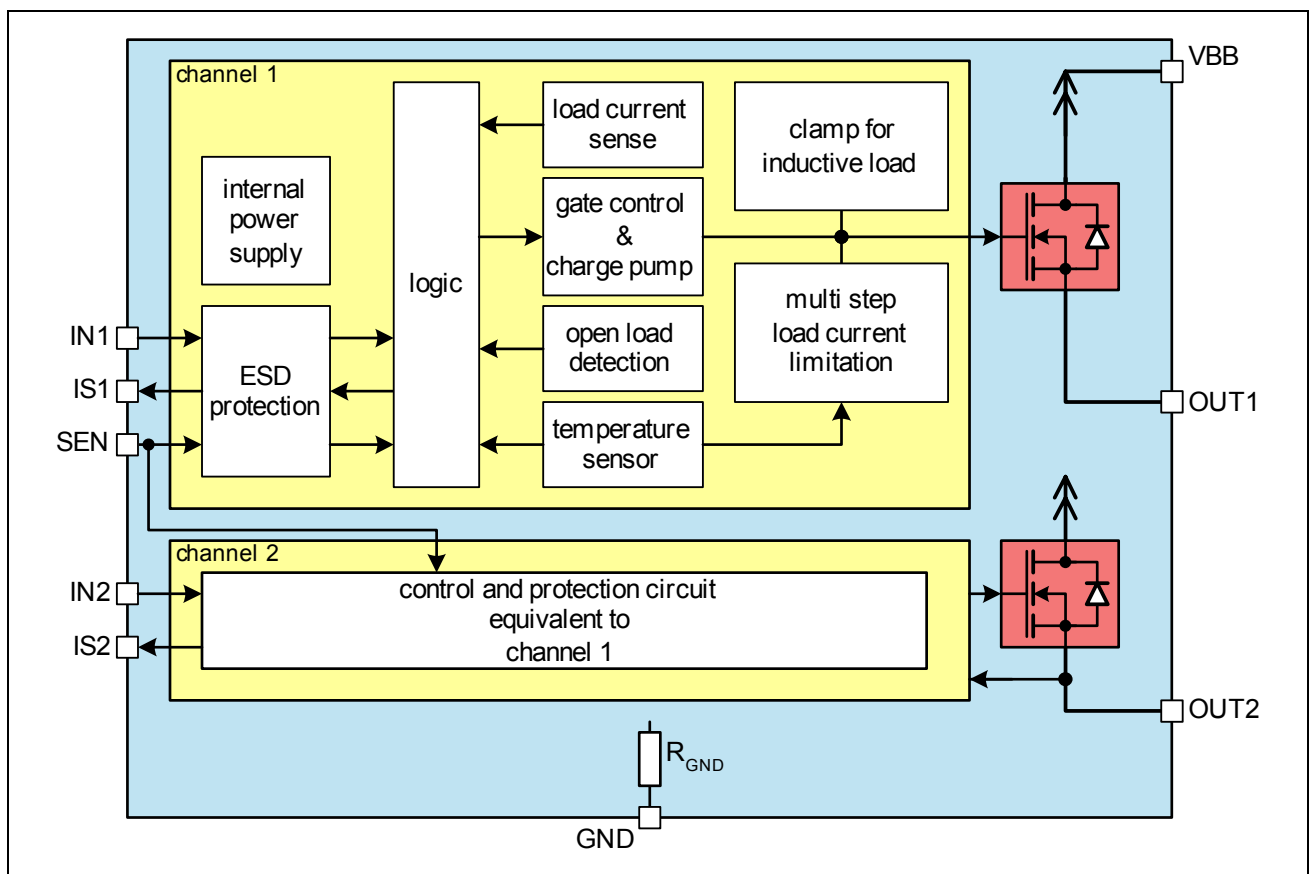 VBB
channel 1
load current
sense
clamp for
inductive load
internal
power
supply
gate control
&
charge pump
logic
multi step
load current
limitation
IN1
open load
detection
ESD
protection
IS1
OUT1
SEN
temperature
sensor
channel 2
IN2
control and protection circuit
equivalent to
channel 1
IS2
OUT2
RGND
GND